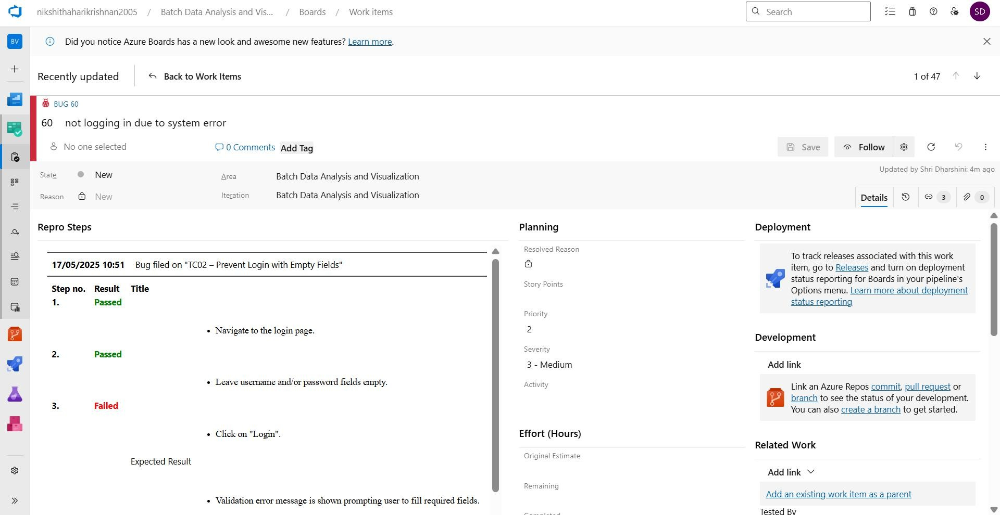 nikshithaharikrishnan2005 / Batch Data Analysis and Vis... / Boards / Work items
Search
SD
BV
Did you notice Azure Boards has a new look and awesome new features? Learn more.
Recently updated
Back to Work Items
1 of 47
BUG 60
60 not logging in due to system error
No one selected
0 Comments
Add Tag
Save
Follow
State
New
Area
Batch Data Analysis and Visualization
Updated by Shri Dharshini: 4m ago
Reason
New
Iteration
Batch Data Analysis and Visualization
Details
3
0
Repro Steps
17/05/2025 10:51 Bug filed on "TC02 – Prevent Login with Empty Fields"
Step no. Result Title
1. Passed
• Navigate to the login page.
2. Passed
• Leave username and/or password fields empty.
3. Failed
• Click on "Login".
Expected Result
• Validation error message is shown prompting user to fill required fields.
Planning
Resolved Reason
Story Points
Priority
2
Severity
3 - Medium
Activity
Effort (Hours)
Original Estimate
Remaining
Completed
Deployment
To track releases associated with this work
item, go to Releases and turn on deployment
status reporting for Boards in your pipeline's
Options menu. Learn more about deployment
status reporting
Development
Add link
Link an Azure Repos commit, pull request or
branch to see the status of your development.
You can also create a branch to get started.
Related Work
Add link
Add an existing work item as a parent
Tested By